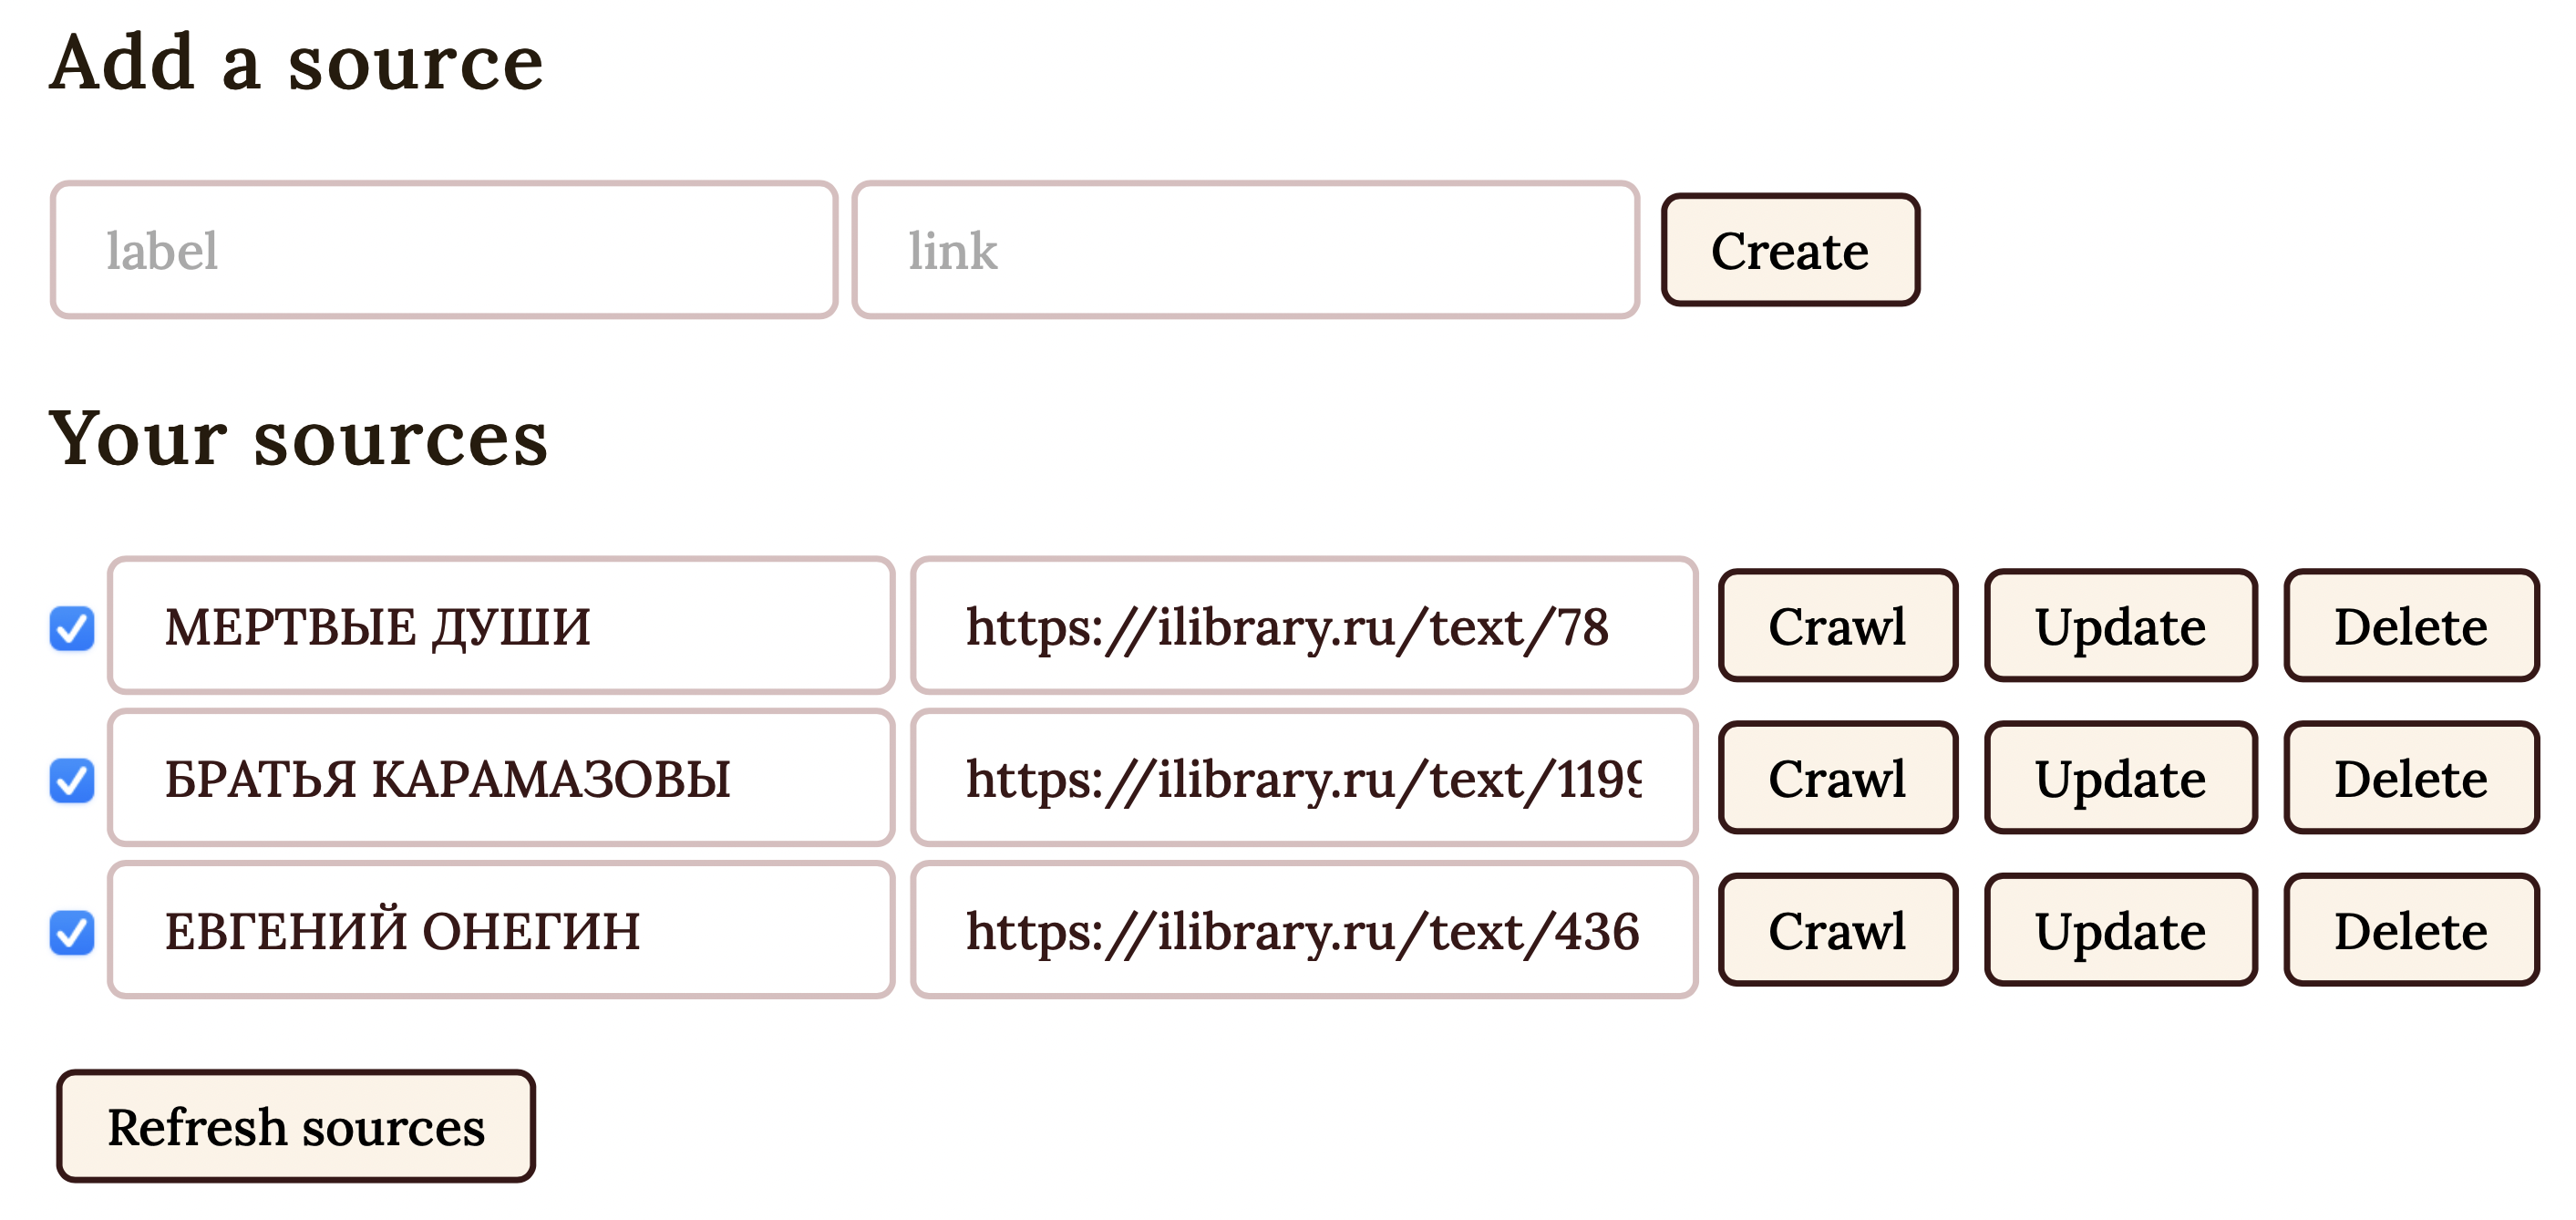 Add a source
label link Create
Your sources
МЕРТВЫЕ ДУШИ https://ilibrary.ru/text/78 Crawl Update Delete
БРАТЬЯ КАРАМАЗОВЫ https://ilibrary.ru/text/1199 Crawl Update Delete
ЕВГЕНИЙ ОНЕГИН https://ilibrary.ru/text/436 Crawl Update Delete
Refresh sources